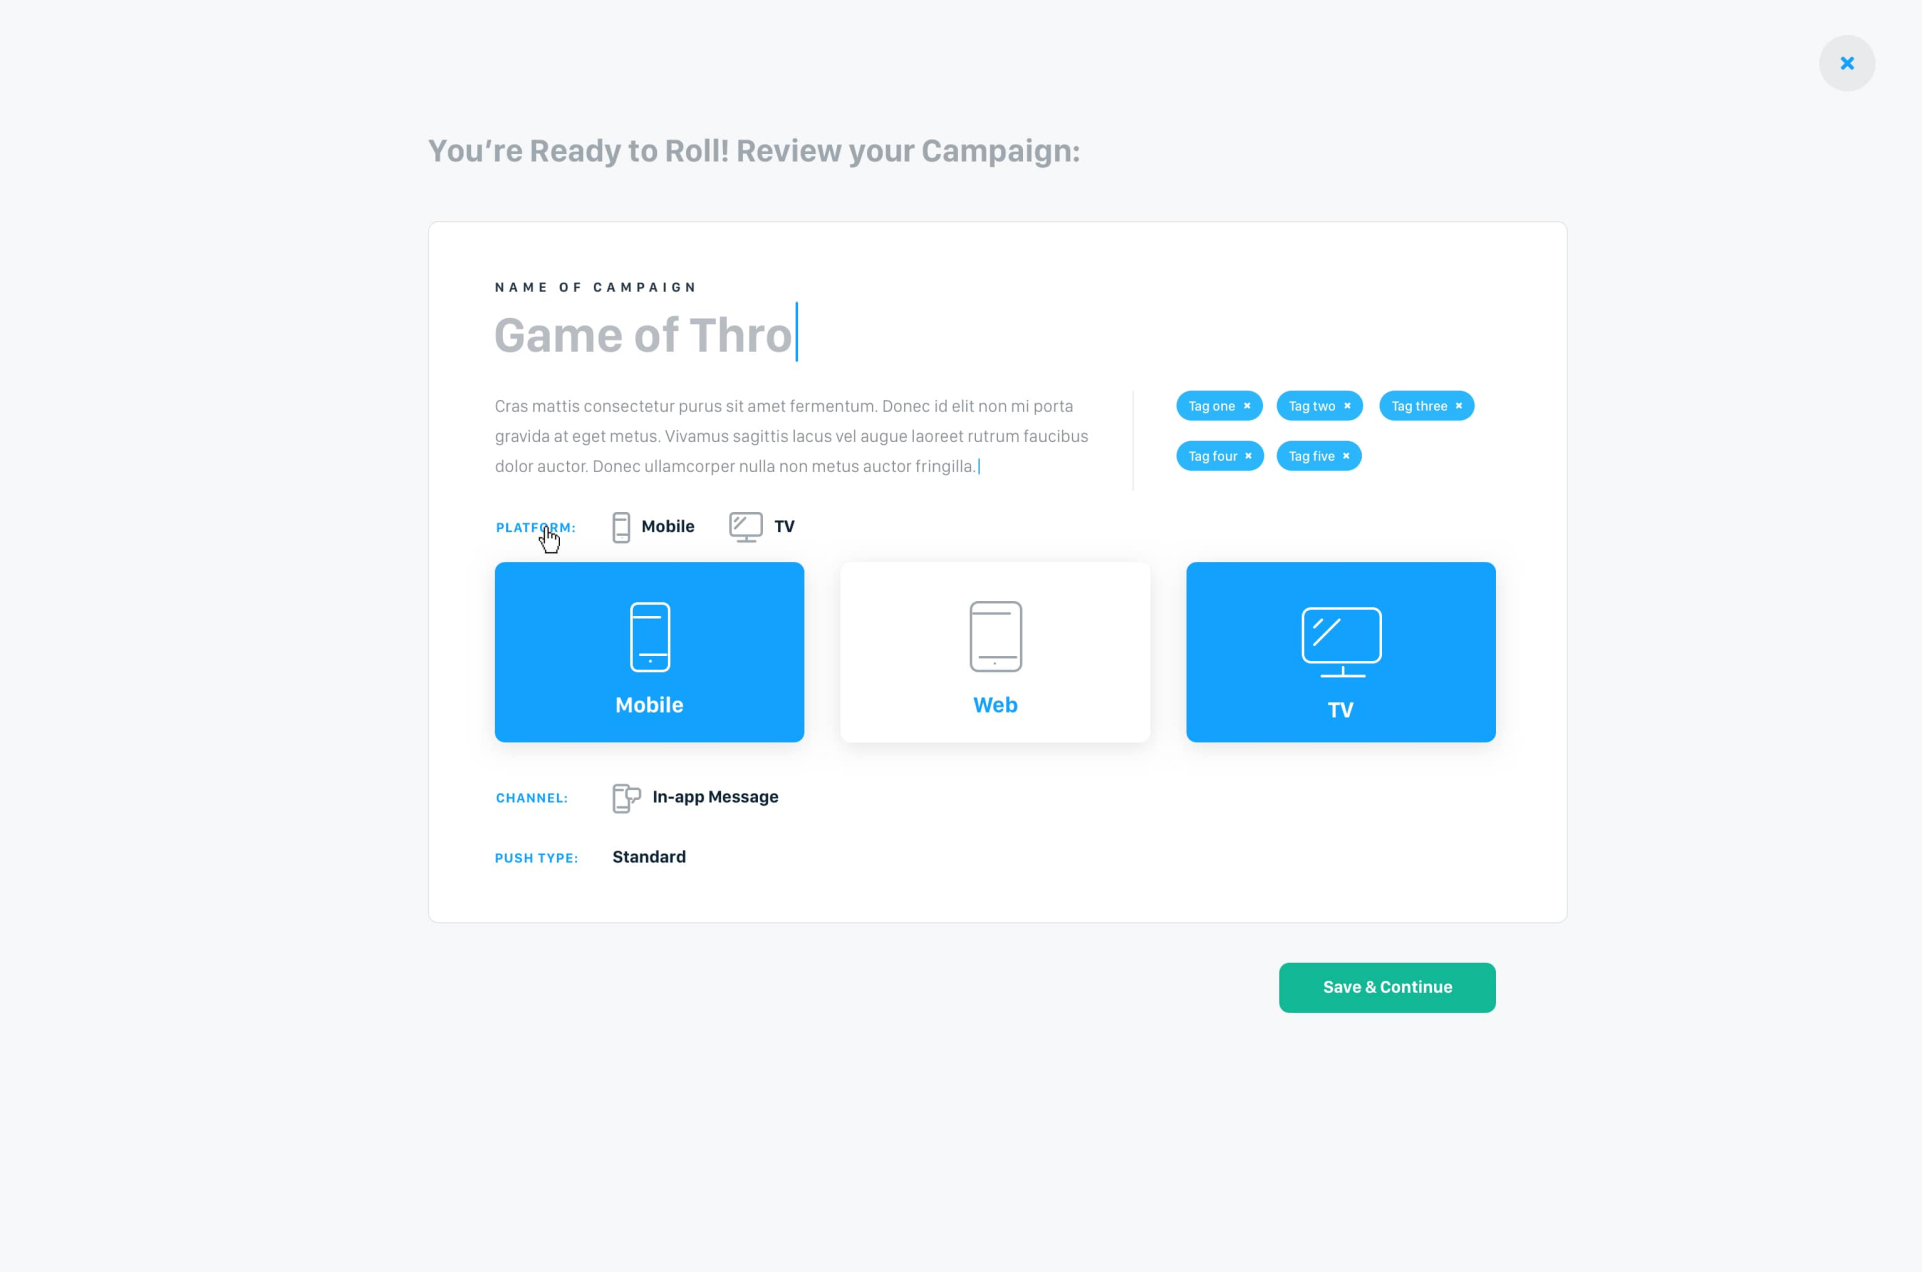 You're Ready to Roll! Review your Campaign:
NAME OF CAMPAIGN
Game of Thro
Cras mattis consectetur purus sit amet fermentum. Donec id elit non mi porta
gravida at eget metus. Vivamus sagittis lacus vel augue laoreet rutrum faucibus
dolor auctor. Donec ullamcorper nulla non metus auctor fringilla.
Tag one × Tag two × Tag three ×
Tag four × Tag five ×
PLATFORM: Mobile TV
Mobile Web TV
CHANNEL: In-app Message
PUSH TYPE: Standard
Save & Continue